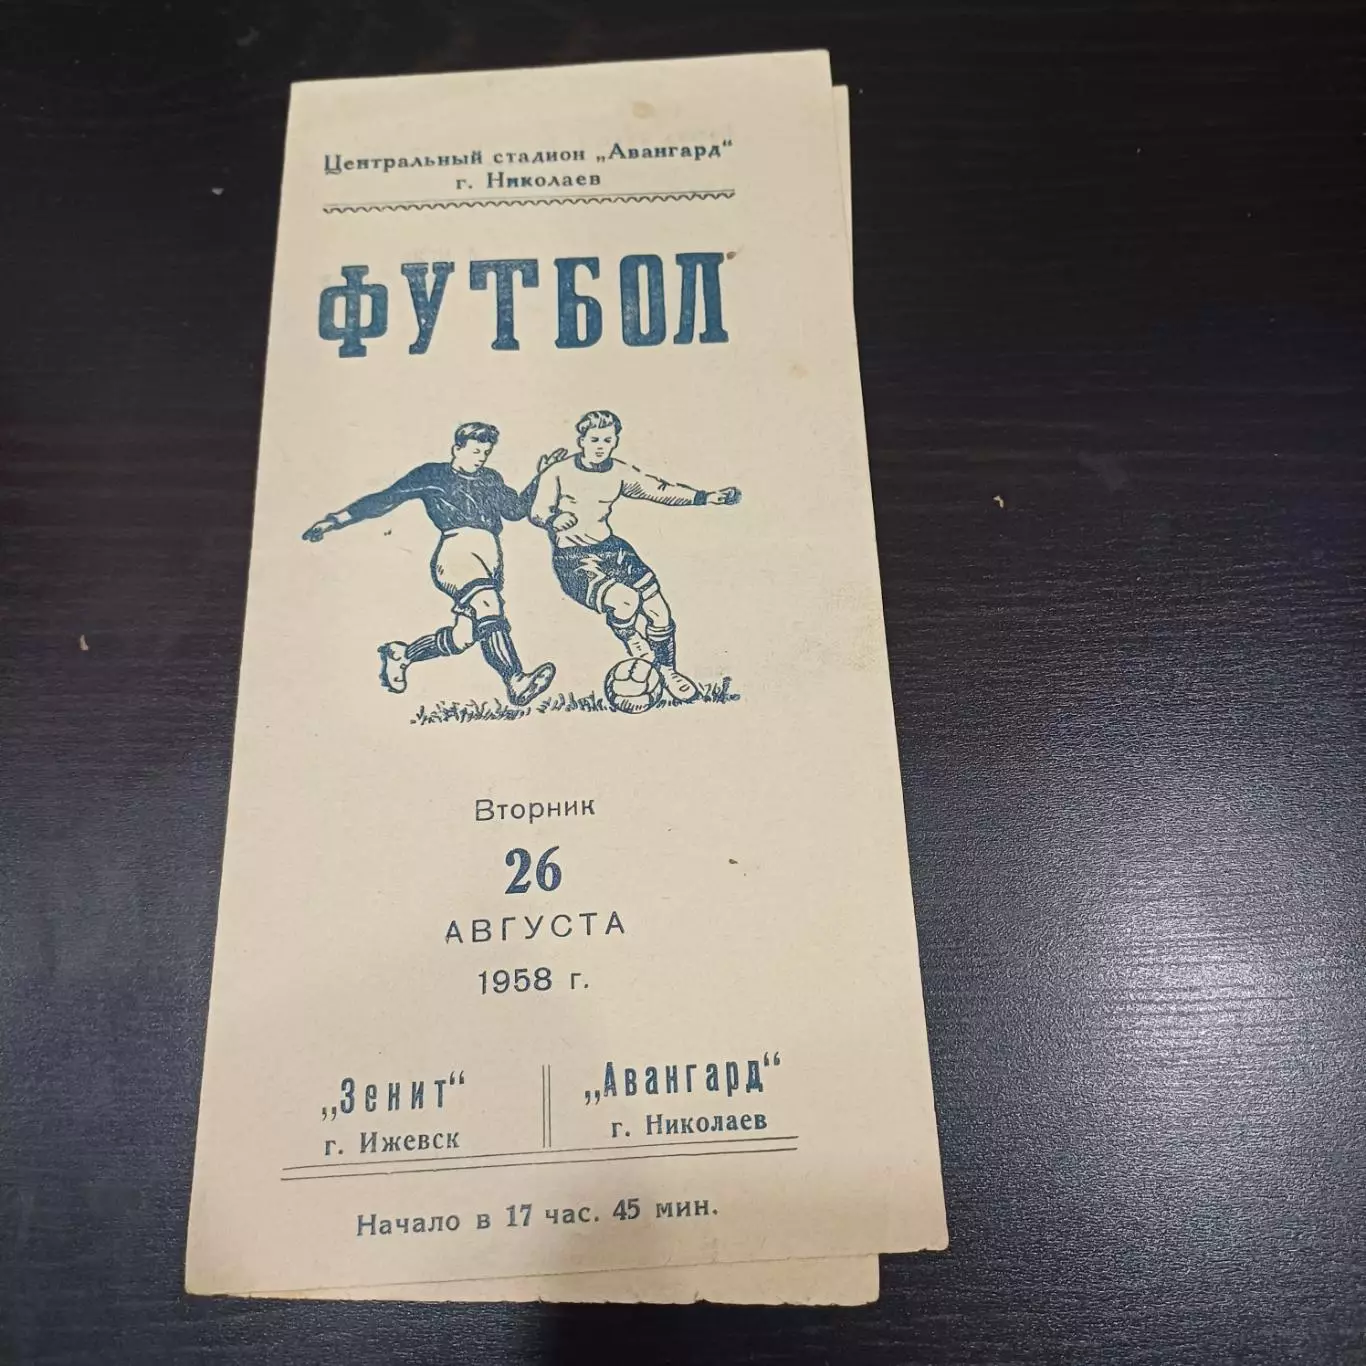 Центральный стадион „Авангард“
г. Николаев
ФУТБОЛ
Вторник
26
АВГУСТА
1958 г.
„Зенит“
г. Ижевск
„Авангард“
г. Николаев
Начало в 17 час. 45 мин.